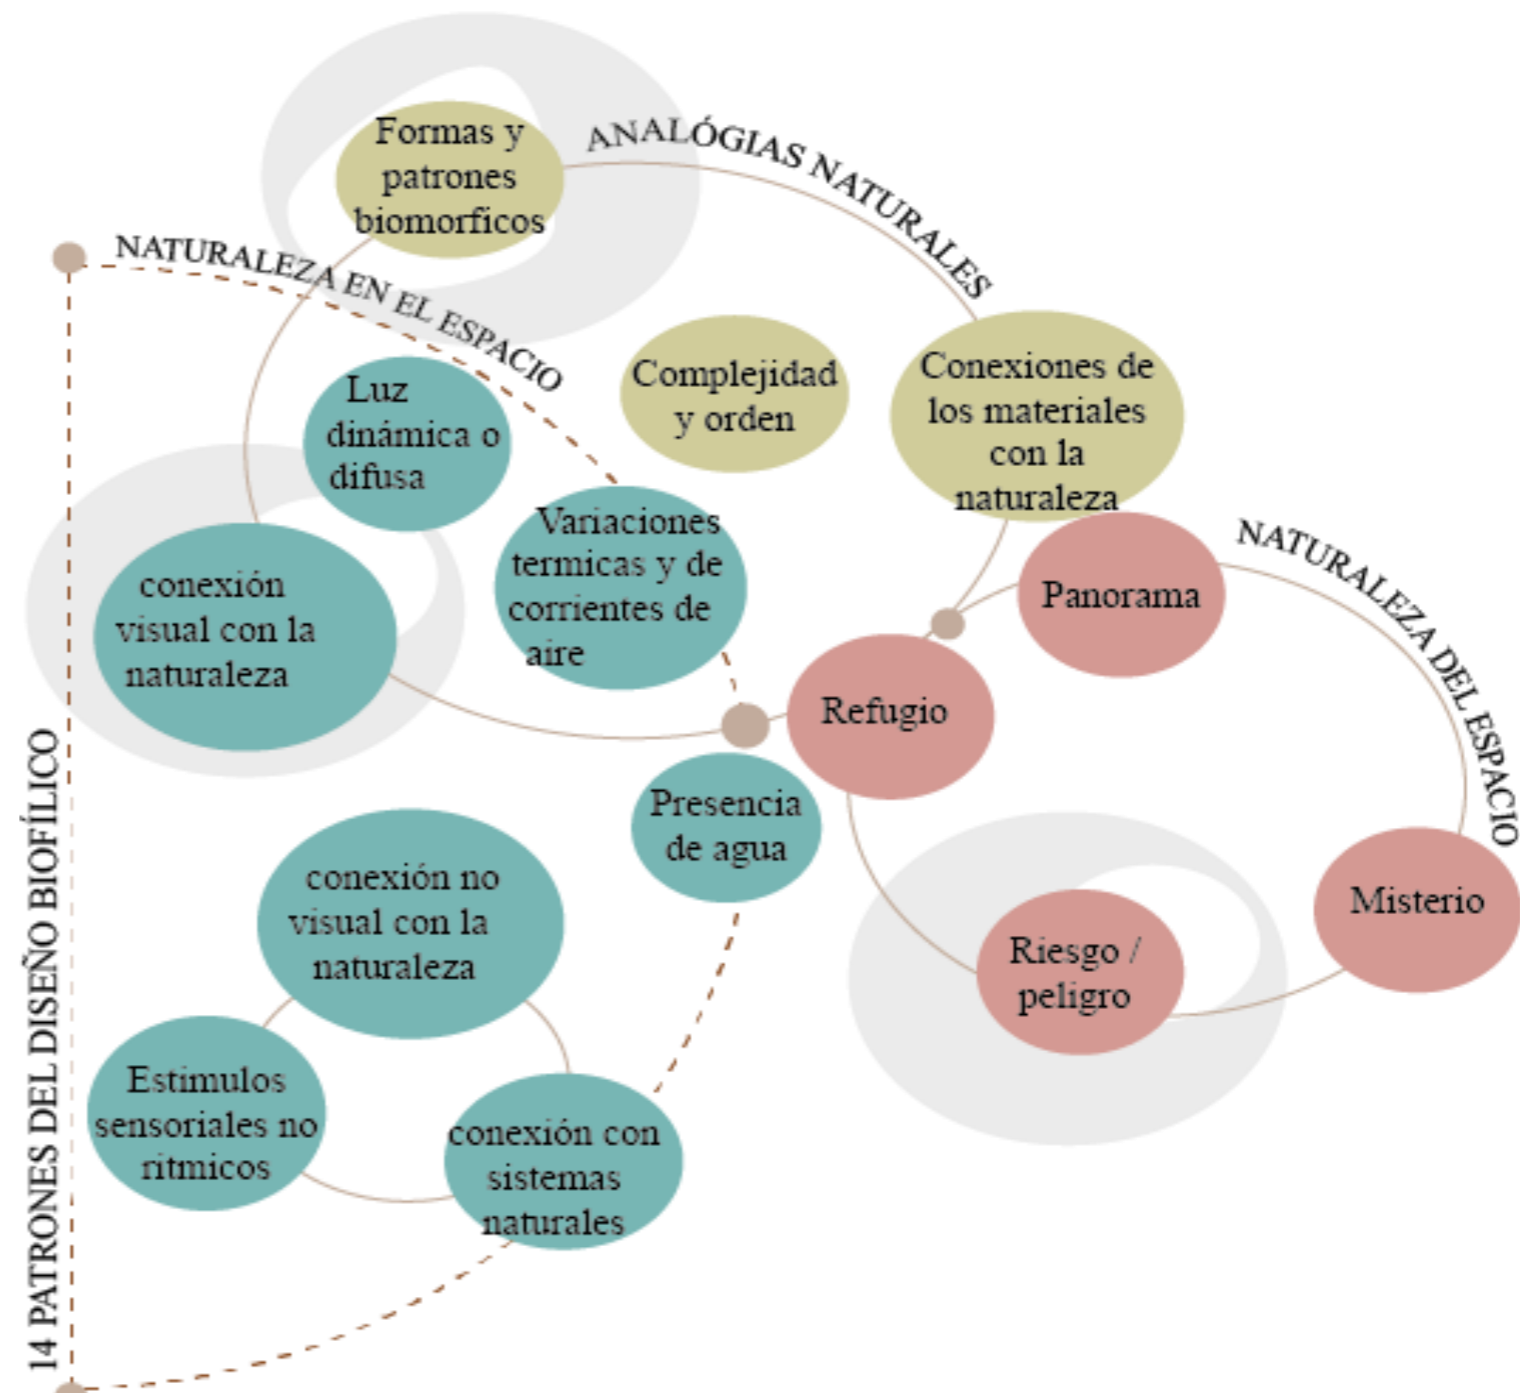 Formas y
patrones
biomorficos
ANALÓGIAS NATURALES
NATURALEZA EN EL ESPACIO
Luz
dinámica o
difusa
Complejidad
y orden
Conexiones de
los materiales
con la
naturaleza
Variaciones
termicas y de
corrientes de
aire
conexión
visual con la
naturaleza
Panorama
NATURALEZA DEL ESPACIO
Refugio
Presencia
de agua
Misterio
Riesgo /
peligro
conexión no
visual con la
naturaleza
Estimulos
sensoriales no
ritmicos
conexión con
sistemas
naturales
14 PATRONES DEL DISEÑO BIOFÍLICO